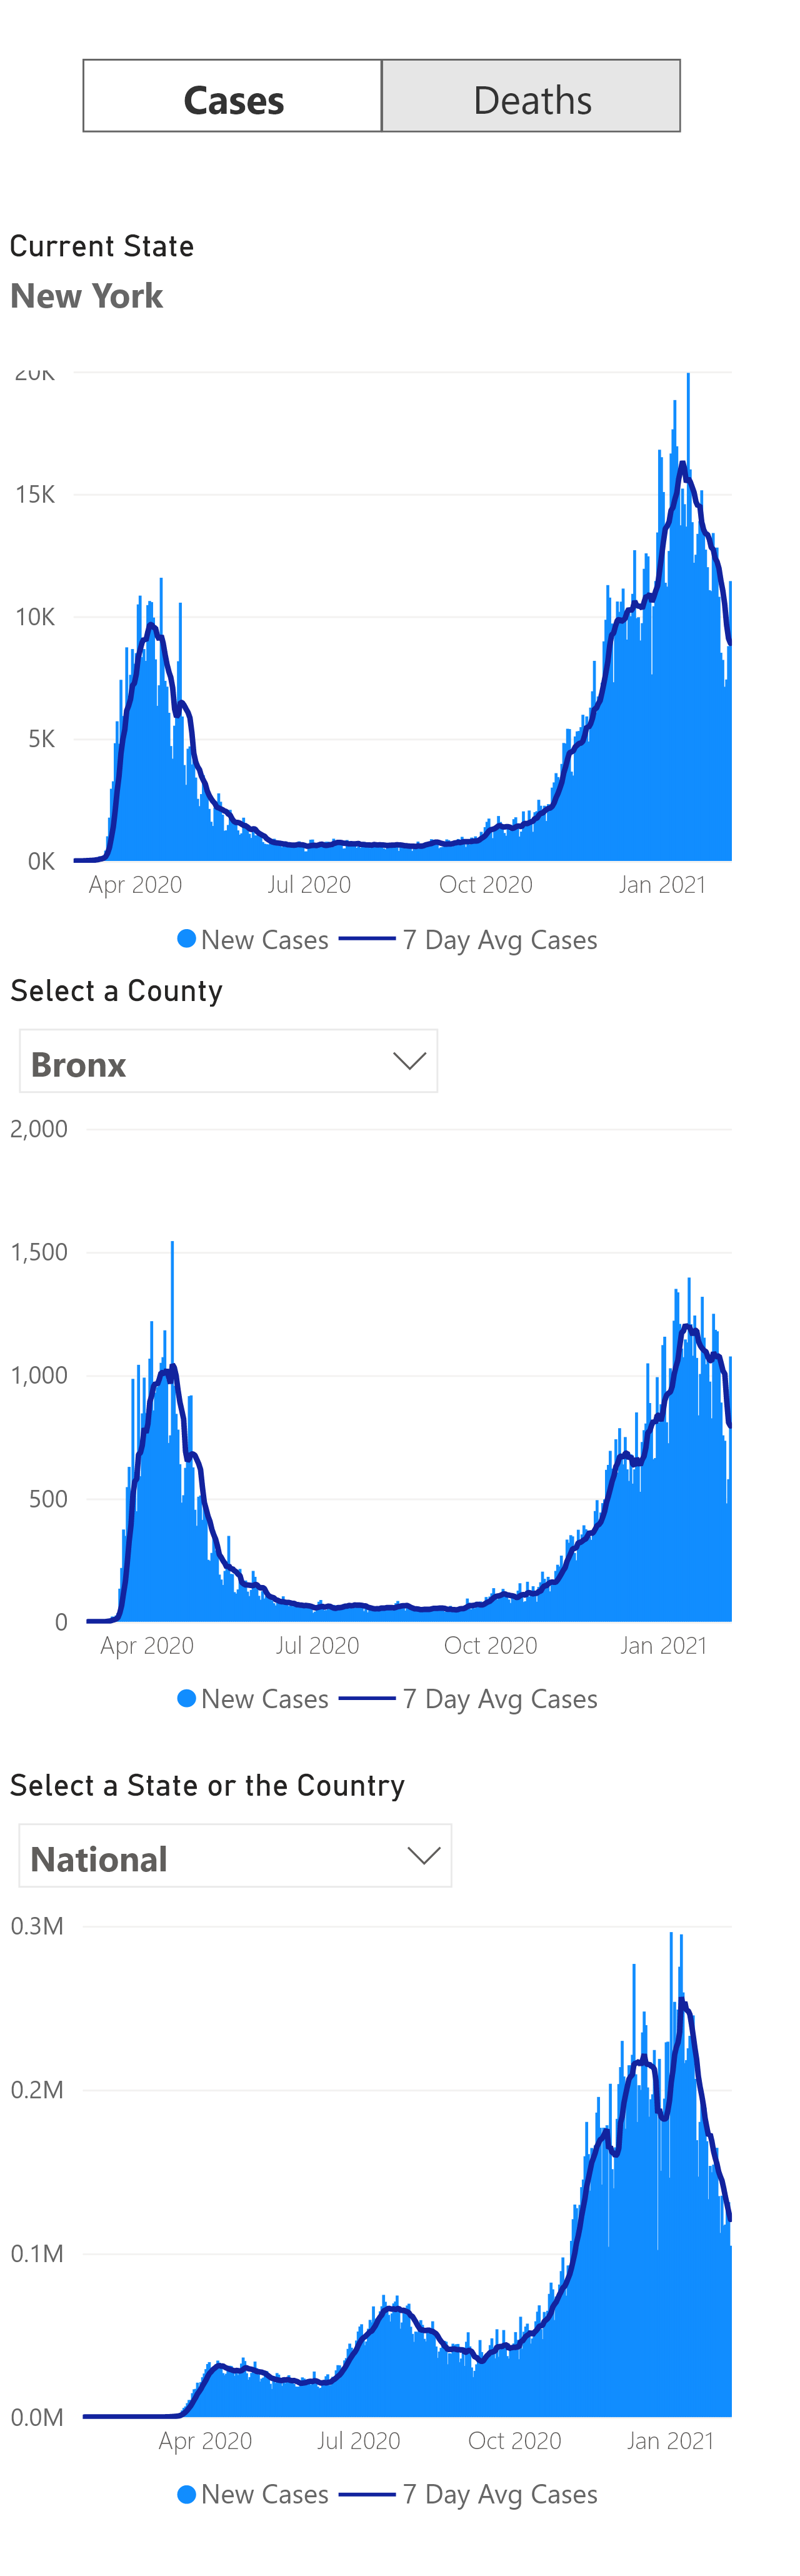 Cases Deaths
Current State
New York
20K
15K
10K
5K
0K
Apr 2020 Jul 2020 Oct 2020 Jan 2021
New Cases 7 Day Avg Cases
Select a County
Bronx
2,000
1,500
1,000
500
0
Apr 2020 Jul 2020 Oct 2020 Jan 2021
New Cases 7 Day Avg Cases
Select a State or the Country
National
0.3M
0.2M
0.1M
0.0M
Apr 2020 Jul 2020 Oct 2020 Jan 2021
New Cases 7 Day Avg Cases